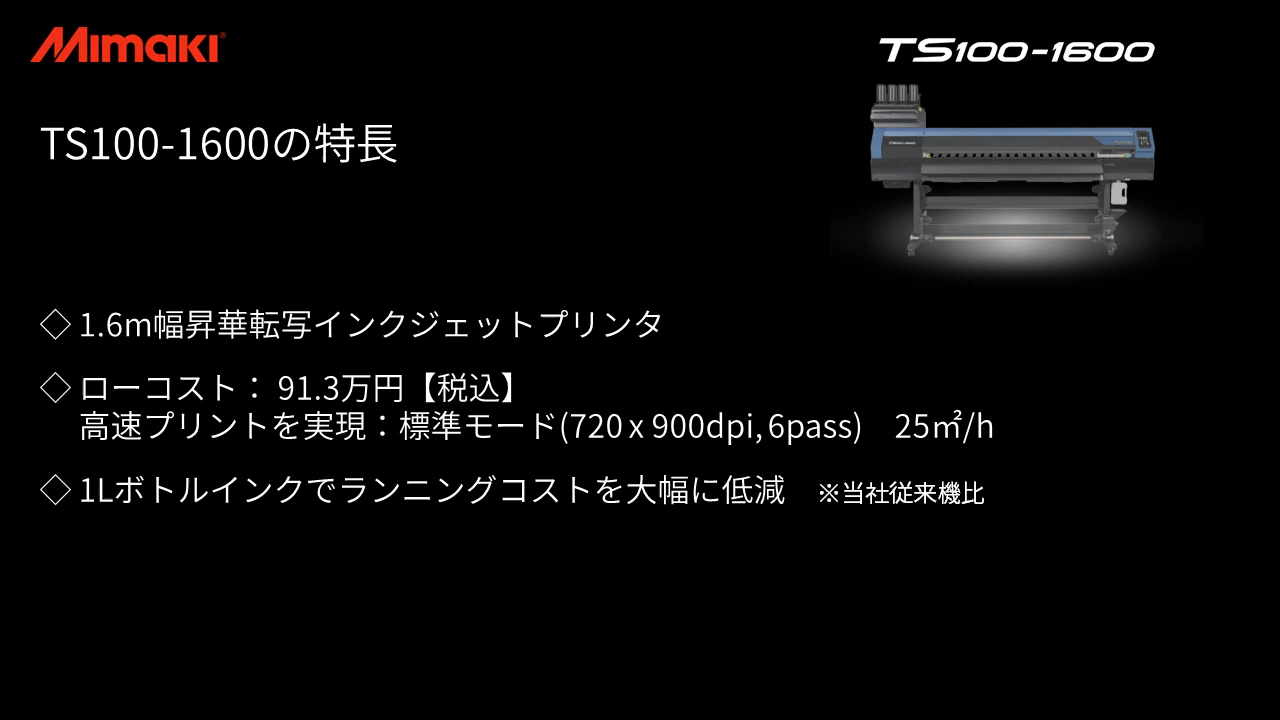 Mimaki®
TS100-1600
TS100-1600の特長
◇ 1.6m幅昇華転写インクジェットプリンタ
◇ ローコスト： 91.3万円【税込】
高速プリントを実現：標準モード(720 x 900dpi, 6pass)　25㎡/h
◇ 1Lボトルインクでランニングコストを大幅に低減　※当社従来機比